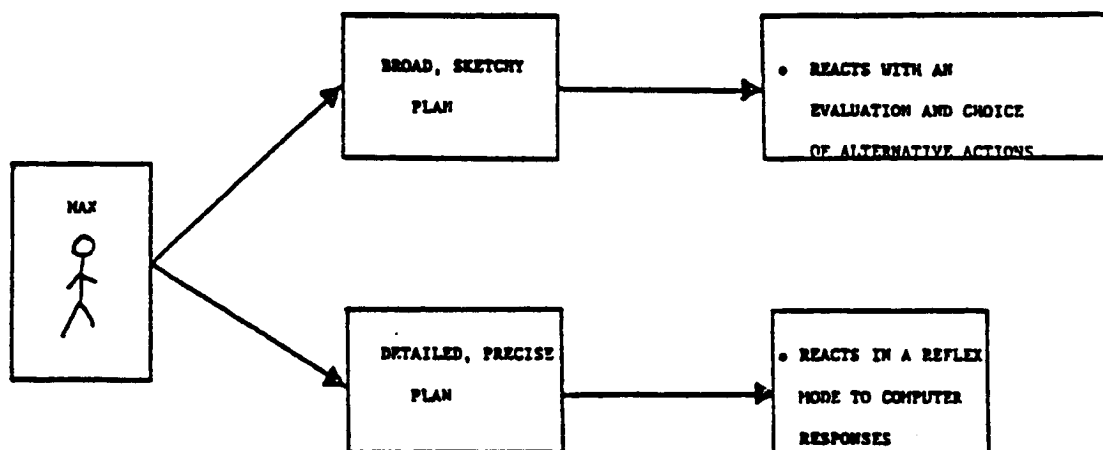 BROAD, SKETCHY
PLAN
• REACTS WITH AN
EVALUATION AND CHOICE
OF ALTERNATIVE ACTIONS
MAX
DETAILED, PRECISE
PLAN
• REACTS IN A REFLEX
MODE TO COMPUTER
RESPONSES